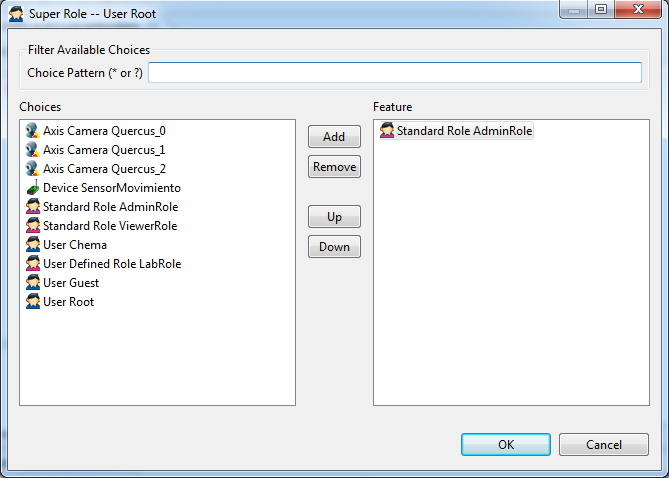 Super Role -- User Root
Filter Available Choices
Choice Pattern (* or ?)
Choices
Axis Camera Quercus_0
Axis Camera Quercus_1
Axis Camera Quercus_2
Device SensorMovimiento
Standard Role AdminRole
Standard Role ViewerRole
User Chema
User Defined Role LabRole
User Guest
User Root
Add
Remove
Up
Down
Feature
Standard Role AdminRole
OK
Cancel